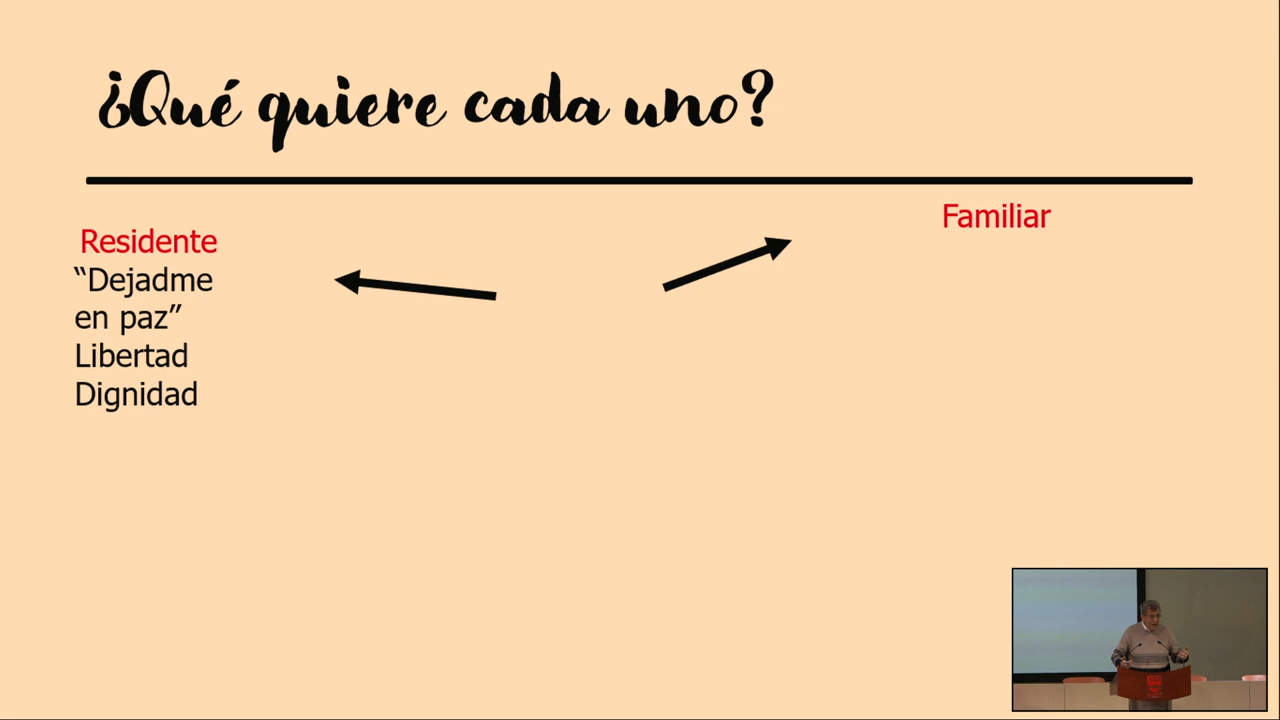 ¿Qué quiere cada uno?
Residente
“Dejadme
en paz”
Libertad
Dignidad
Familiar